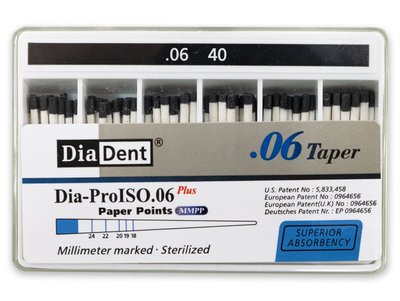 .06 40
DiaDent®
.06 Taper
Dia-ProISO.06 Plus
Paper Points MMPP
24 22 20 19 18
Millimeter marked · Sterilized
U.S. Patent No : 5,833,458
European Patent No : 0964656
European Patent(U.K) No : 0964656
Deutsches Patent Nr. : EP 0964656
SUPERIOR
ABSORBENCY